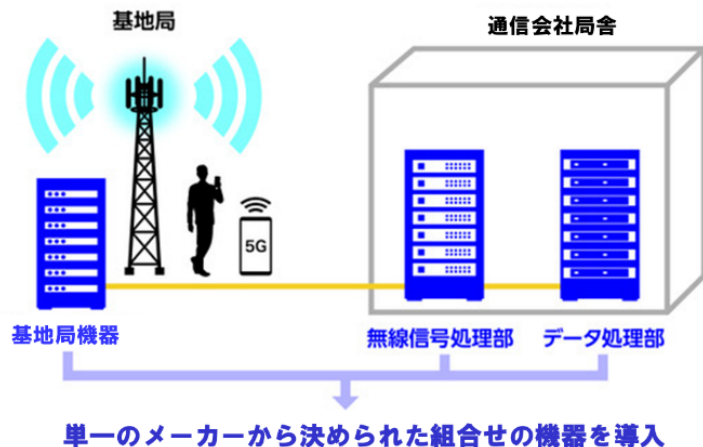 基地局
通信会社局舎
5G
基地局機器
無線信号処理部
データ処理部
単一のメーカーから決められた組合せの機器を導入